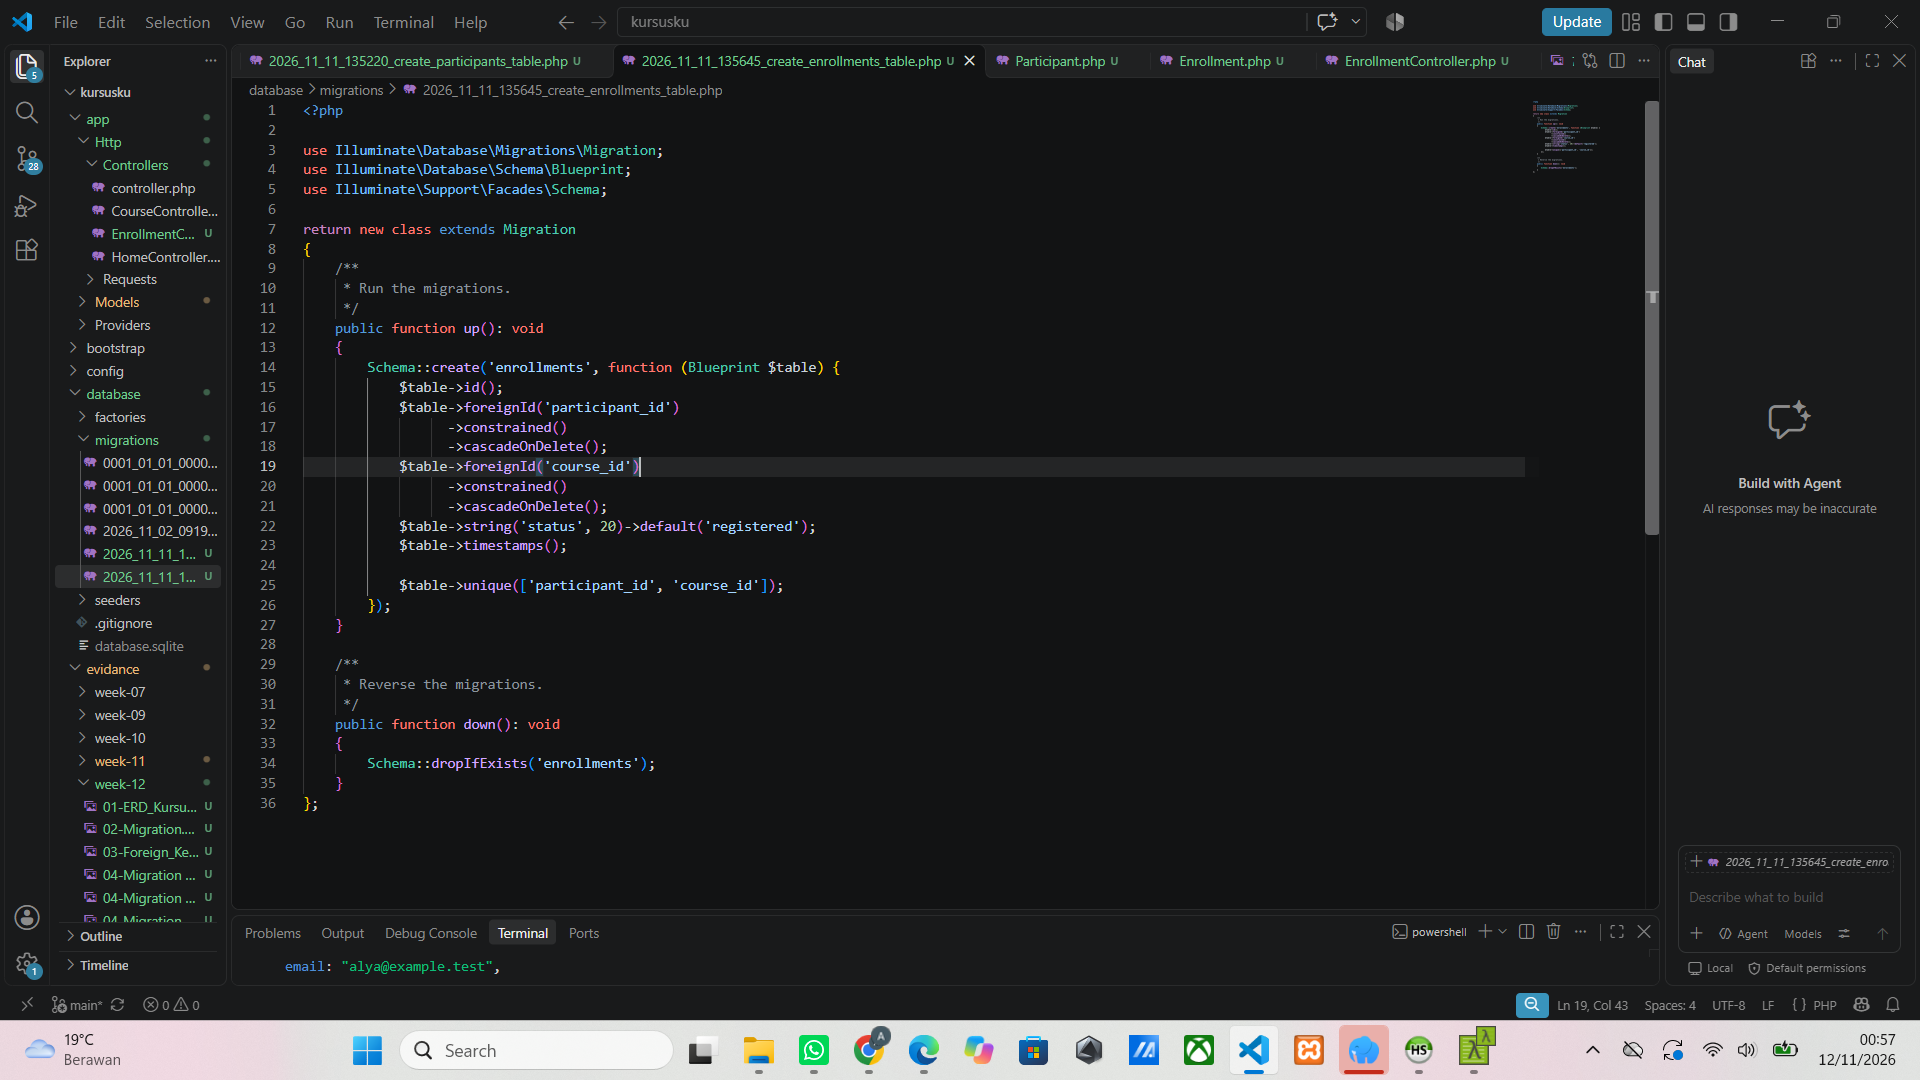 File Edit Selection View Go Run Terminal Help
kursusku
Update
Explorer
kursusku
app
Http
Controllers
controller.php
CourseControlle...
EnrollmentC... U
HomeController....
Requests
Models
Providers
bootstrap
config
database
factories
migrations
0001_01_01_0000...
0001_01_01_0000...
0001_01_01_0000...
2026_11_02_0919...
2026_11_11_1... U
2026_11_11_1... U
seeders
.gitignore
database.sqlite
evidance
week-07
week-09
week-10
week-11
week-12
01-ERD_Kursu... U
02-Migration.... U
03-Foreign_Ke... U
04-Migration ... U
04-Migration ... U
04-Migration ... U
Outline
Timeline
2026_11_11_135220_create_participants_table.php U
2026_11_11_135645_create_enrollments_table.php U
Participant.php U
Enrollment.php U
EnrollmentController.php U
database > migrations > 2026_11_11_135645_create_enrollments_table.php
1 <?php
2
3 use Illuminate\Database\Migrations\Migration;
4 use Illuminate\Database\Schema\Blueprint;
5 use Illuminate\Support\Facades\Schema;
6
7 return new class extends Migration
8 {
9 /**
10 * Run the migrations.
11 */
12 public function up(): void
13 {
14 Schema::create('enrollments', function (Blueprint $table) {
15 $table->id();
16 $table->foreignId('participant_id')
17 ->constrained()
18 ->cascadeOnDelete();
19 $table->foreignId('course_id')
20 ->constrained()
21 ->cascadeOnDelete();
22 $table->string('status', 20)->default('registered');
23 $table->timestamps();
24
25 $table->unique(['participant_id', 'course_id']);
26 });
27 }
28
29 /**
30 * Reverse the migrations.
31 */
32 public function down(): void
33 {
34 Schema::dropIfExists('enrollments');
35 }
36 };
Problems Output Debug Console Terminal Ports
powershell
email: "alya@example.test",
Chat
Build with Agent
AI responses may be inaccurate
2026_11_11_135645_create_enro
Describe what to build
Agent Models
Local Default permissions
5
28
1
main* 0 0
Ln 19, Col 43 Spaces: 4 UTF-8 LF { } PHP
19°C
Berawan
Search
A
HS
λ
λ
00:57
12/11/2026